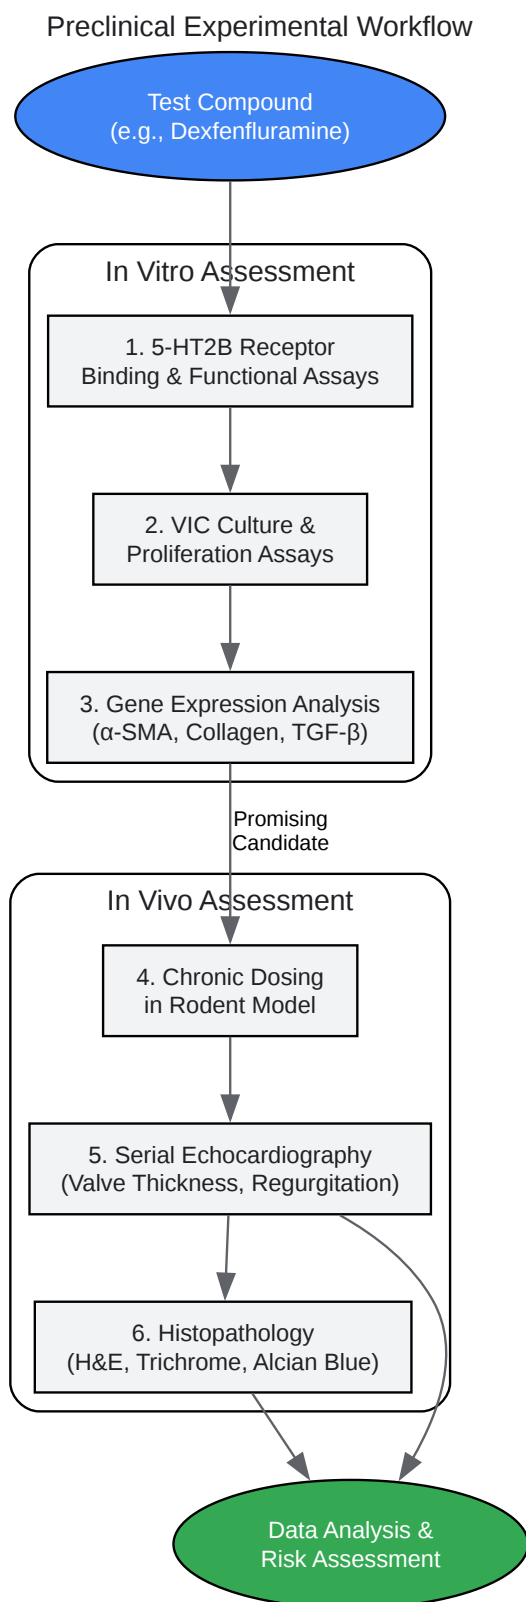 Preclinical Experimental Workflow
Test Compound
(e.g., Dexfenfluramine)
In Vitro Assessment
1. 5-HT2B Receptor
Binding & Functional Assays
2. VIC Culture &
Proliferation Assays
3. Gene Expression Analysis
(α-SMA, Collagen, TGF-β)
Promising
Candidate
In Vivo Assessment
4. Chronic Dosing
in Rodent Model
5. Serial Echocardiography
(Valve Thickness, Regurgitation)
6. Histopathology
(H&E, Trichrome, Alcian Blue)
Data Analysis &
Risk Assessment